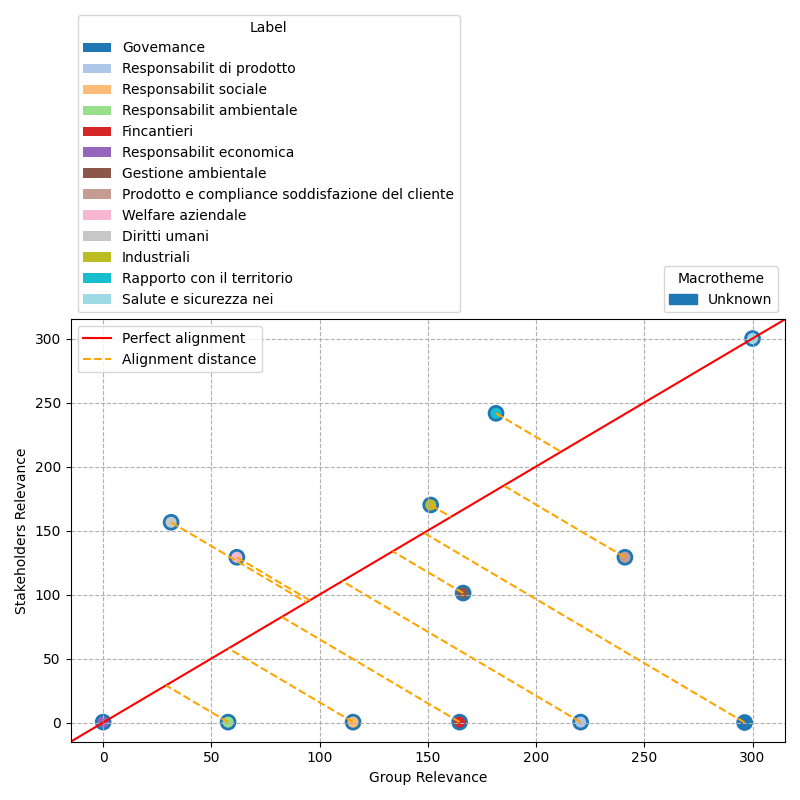 Label
Govemance
Responsabilit di prodotto
Responsabilit sociale
Responsabilit ambientale
Fincantieri
Responsabilit economica
Gestione ambientale
Prodotto e compliance soddisfazione del cliente
Welfare aziendale
Diritti umani
Industriali
Rapporto con il territorio
Salute e sicurezza nei
Macrotheme
Unknown
Perfect alignment
Alignment distance
300
250
200
150
100
50
0
Stakeholders Relevance
0 50 100 150 200 250 300
Group Relevance